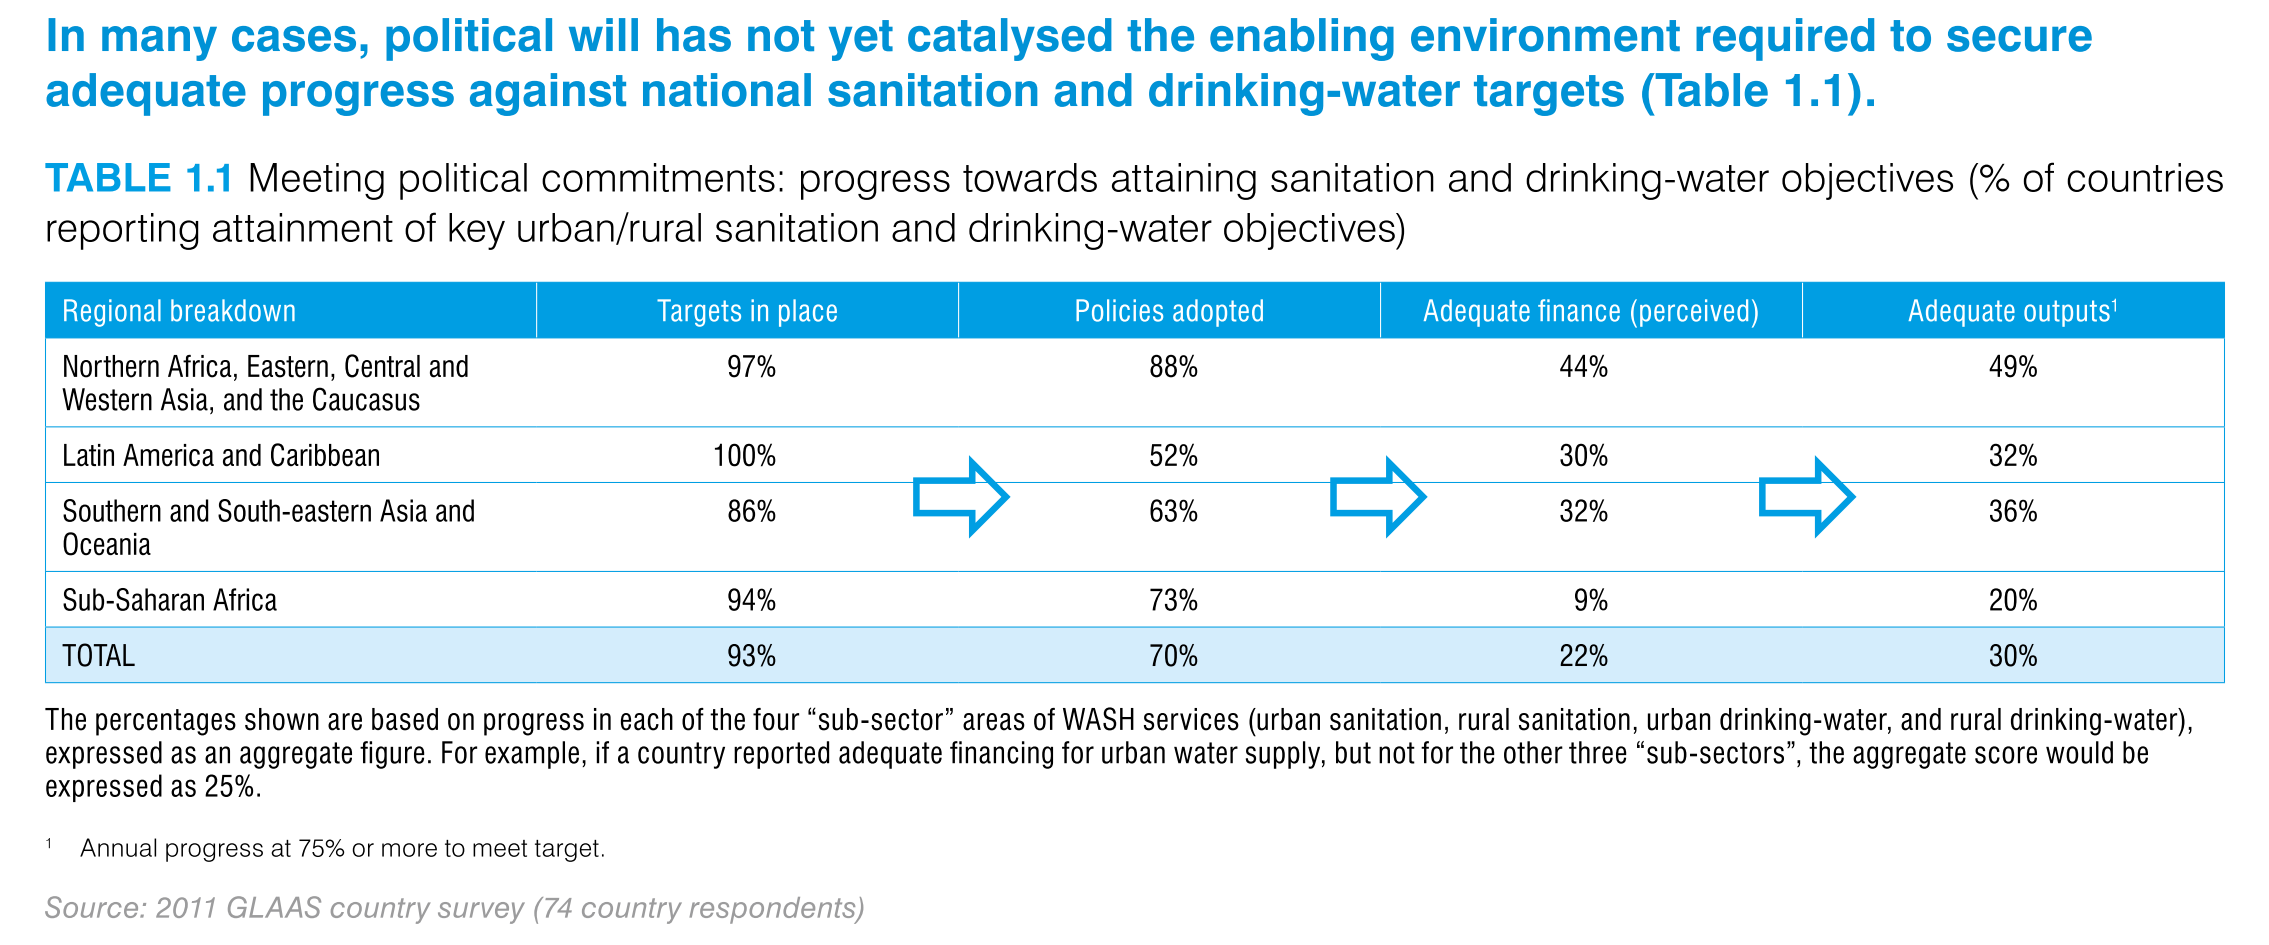 In many cases, political will has not yet catalysed the enabling environment required to secure
adequate progress against national sanitation and drinking-water targets (Table 1.1).
TABLE 1.1 Meeting political commitments: progress towards attaining sanitation and drinking-water objectives (% of countries
reporting attainment of key urban/rural sanitation and drinking-water objectives)
Regional breakdown Targets in place Policies adopted Adequate finance (perceived) Adequate outputs¹
Northern Africa, Eastern, Central and 97% 88% 44% 49%
Western Asia, and the Caucasus
Latin America and Caribbean 100% 52% 30% 32%
Southern and South-eastern Asia and 86% 63% 32% 36%
Oceania
Sub-Saharan Africa 94% 73% 9% 20%
TOTAL 93% 70% 22% 30%
The percentages shown are based on progress in each of the four “sub-sector” areas of WASH services (urban sanitation, rural sanitation, urban drinking-water, and rural drinking-water),
expressed as an aggregate figure. For example, if a country reported adequate financing for urban water supply, but not for the other three “sub-sectors”, the aggregate score would be
expressed as 25%.
¹ Annual progress at 75% or more to meet target.
Source: 2011 GLAAS country survey (74 country respondents)